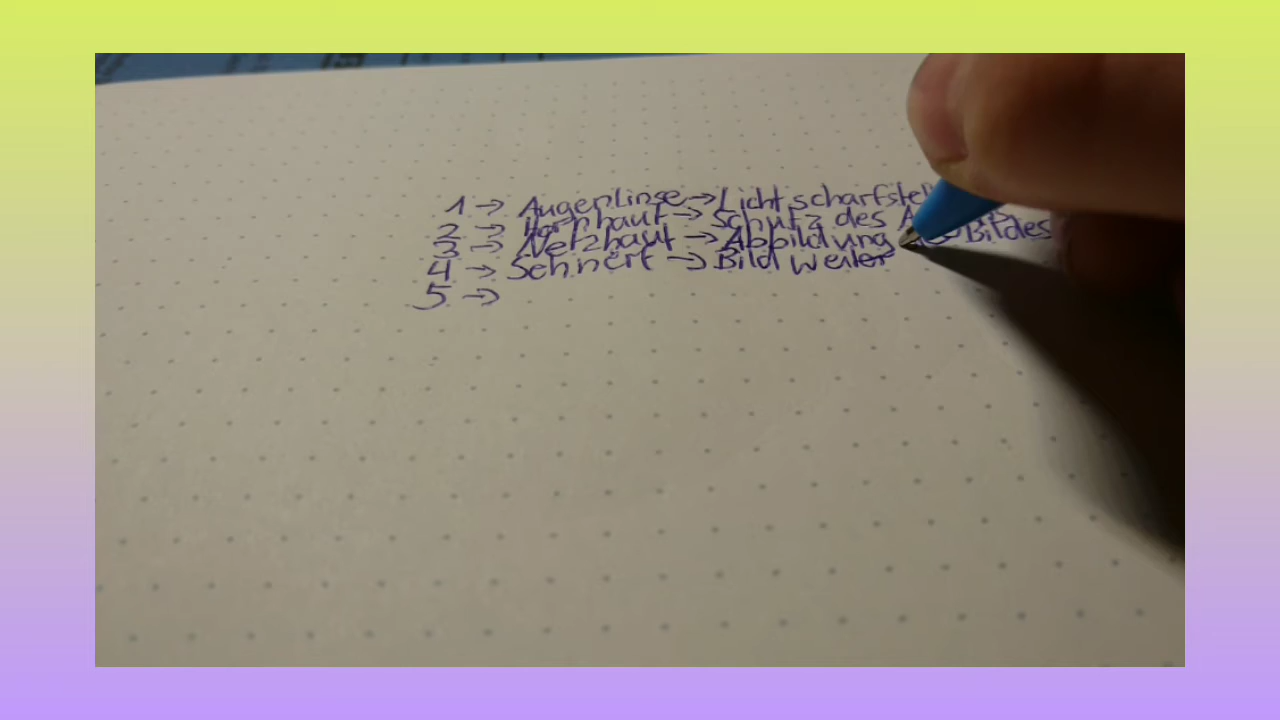 1 → Augenlinse → Licht scharfstel
2 → Hornhaut → Schutz des
3 → Netzhaut → Abbildung Bildes
4 → Sehnerv → Bild weiter
5 →